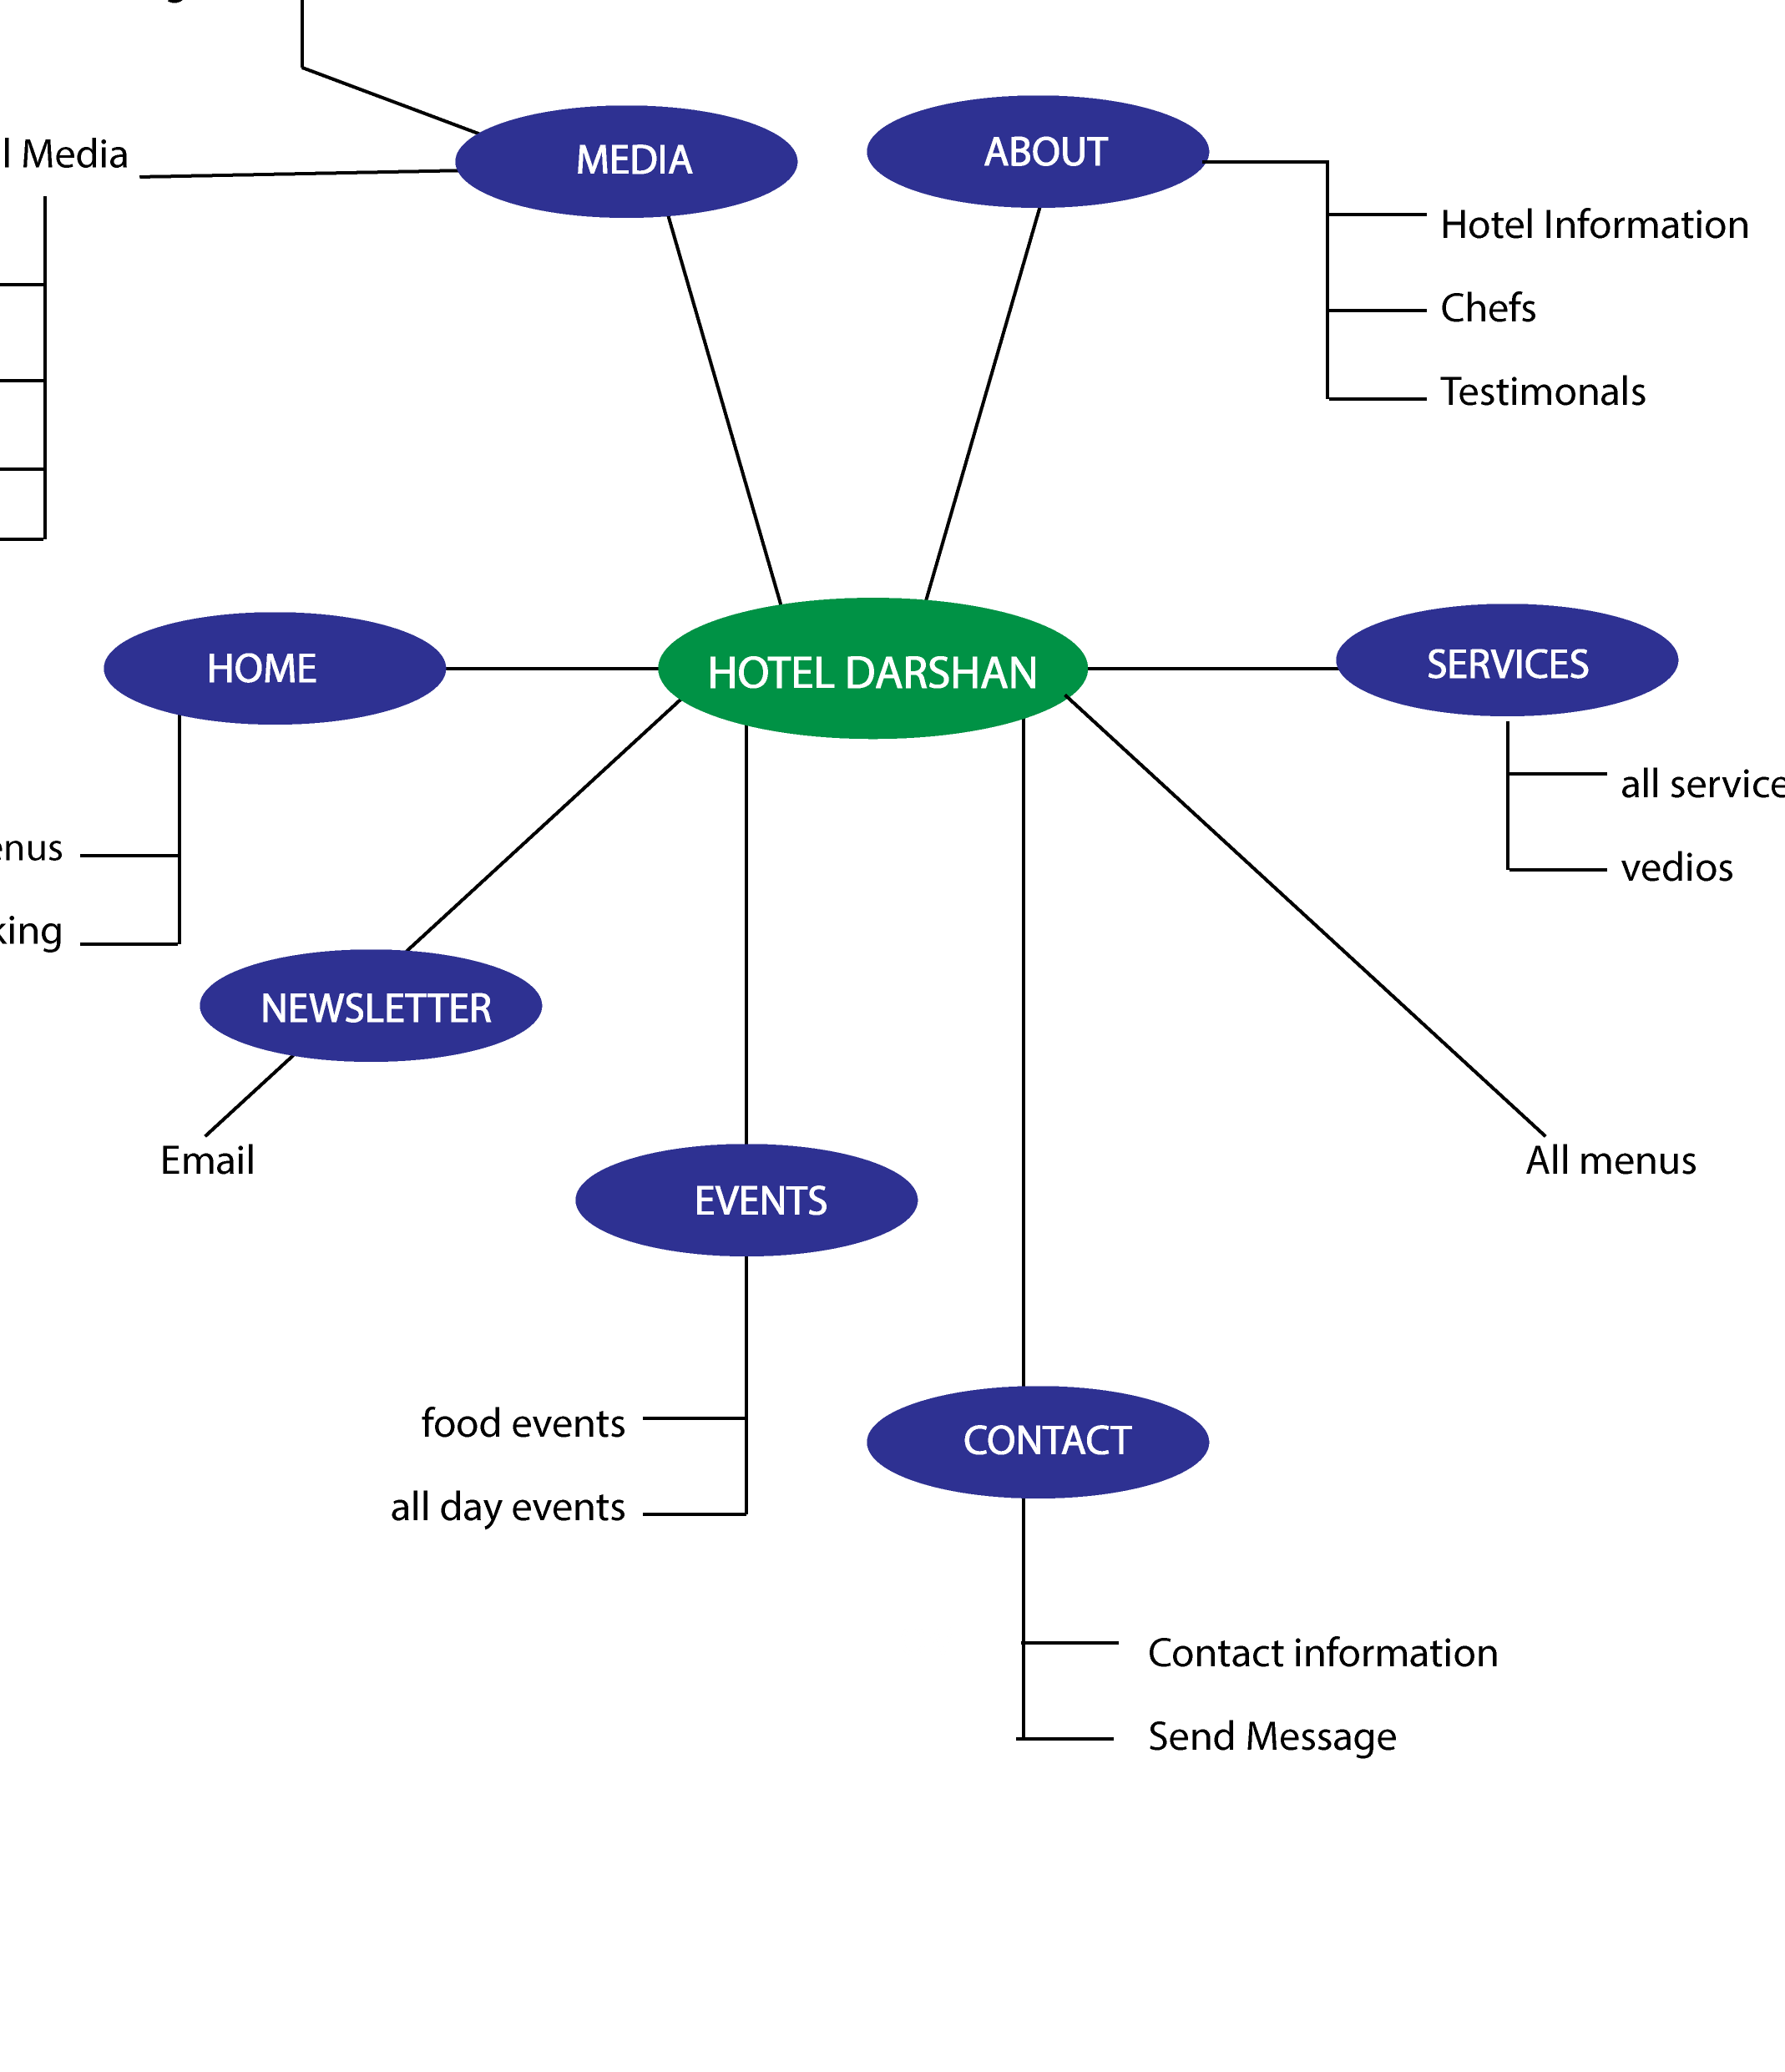 MEDIA
ABOUT
l Media
Hotel Information
Chefs
Testimonals
HOME
HOTEL DARSHAN
SERVICES
all service
vedios
enus
king
NEWSLETTER
Email
All menus
EVENTS
food events
all day events
CONTACT
Contact information
Send Message